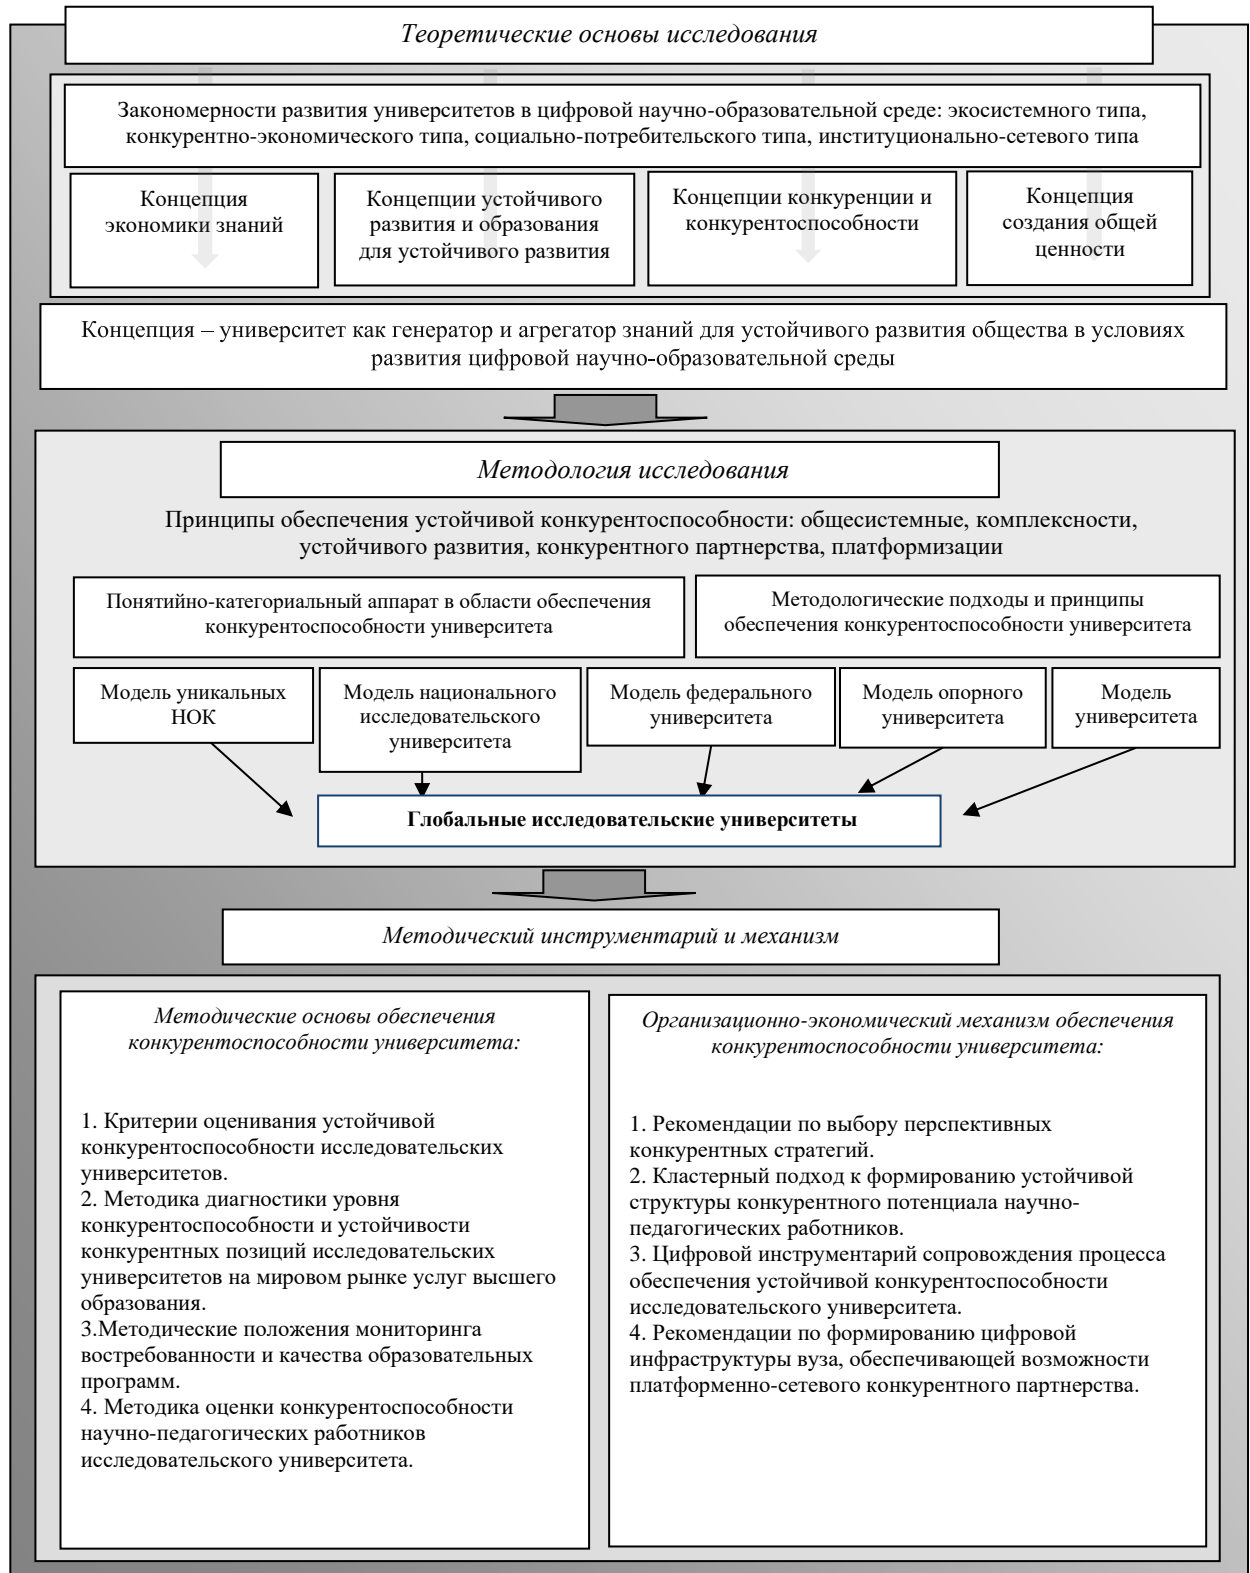 Теоретические основы исследования
Закономерности развития университетов в цифровой научно-образовательной среде: экосистемного типа,
конкурентно-экономического типа, социально-потребительского типа, институционально-сетевого типа
Концепция
экономики знаний
Концепции устойчивого
развития и образования
для устойчивого развития
Концепции конкуренции и
конкурентоспособности
Концепция
создания общей
ценности
Концепция – университет как генератор и агрегатор знаний для устойчивого развития общества в условиях
развития цифровой научно-образовательной среды
Методология исследования
Принципы обеспечения устойчивой конкурентоспособности: общесистемные, комплексности,
устойчивого развития, конкурентного партнерства, платформизации
Понятийно-категориальный аппарат в области обеспечения
конкурентоспособности университета
Методологические подходы и принципы
обеспечения конкурентоспособности университета
Модель уникальных
НОК
Модель национального
исследовательского
университета
Модель федерального
университета
Модель опорного
университета
Модель
университета
Глобальные исследовательские университеты
Методический инструментарий и механизм
Методические основы обеспечения
конкурентоспособности университета:
1. Критерии оценивания устойчивой
конкурентоспособности исследовательских
университетов.
2. Методика диагностики уровня
конкурентоспособности и устойчивости
конкурентных позиций исследовательских
университетов на мировом рынке услуг высшего
образования.
3.Методические положения мониторинга
востребованности и качества образовательных
программ.
4. Методика оценки конкурентоспособности
научно-педагогических работников
исследовательского университета.
Организационно-экономический механизм обеспечения
конкурентоспособности университета:
1. Рекомендации по выбору перспективных
конкурентных стратегий.
2. Кластерный подход к формированию устойчивой
структуры конкурентного потенциала научно-
педагогических работников.
3. Цифровой инструментарий сопровождения процесса
обеспечения устойчивой конкурентоспособности
исследовательского университета.
4. Рекомендации по формированию цифровой
инфраструктуры вуза, обеспечивающей возможности
платформенно-сетевого конкурентного партнерства.